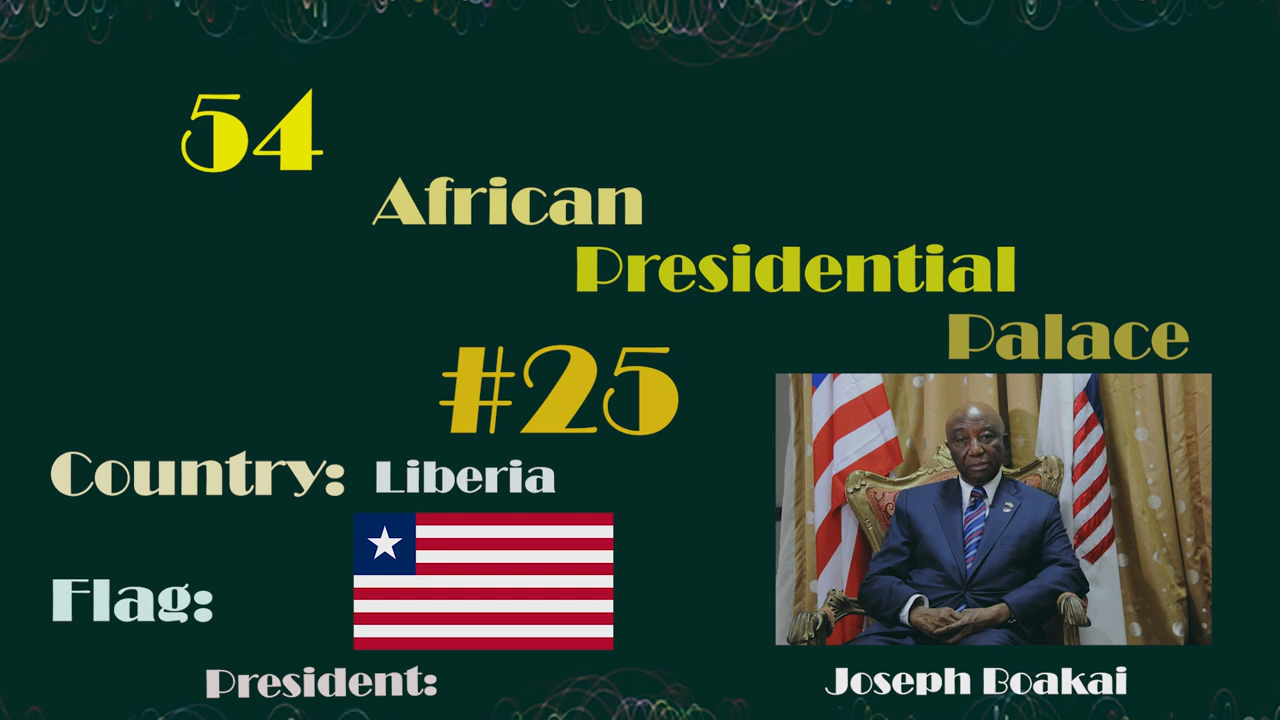 54
African
Presidential
Palace
#25
Country: Liberia
Flag:
President: Joseph Boakai